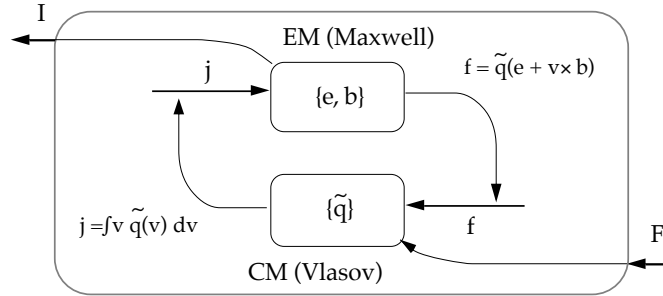 I
EM (Maxwell)
j
f = q̃(e + v× b)
{e, b}
{q̃}
j =∫v q̃(v) dv
f
F
CM (Vlasov)